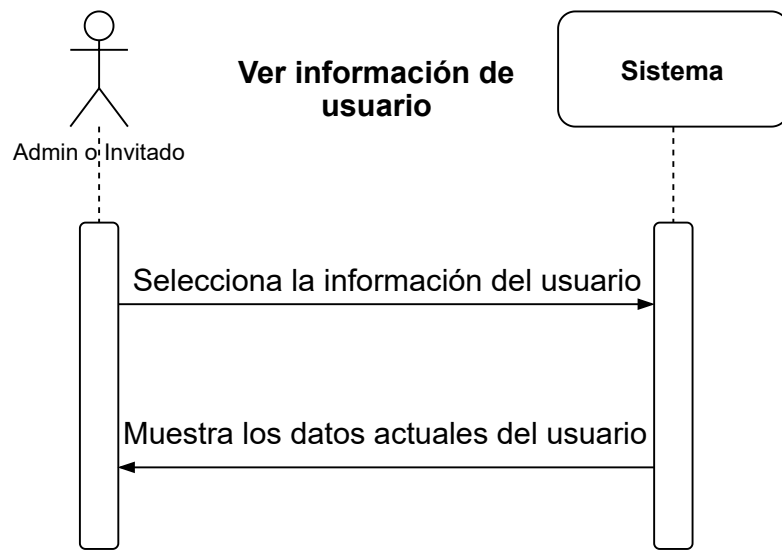 Ver información de
usuario
Sistema
Admin o Invitado
Selecciona la información del usuario
Muestra los datos actuales del usuario